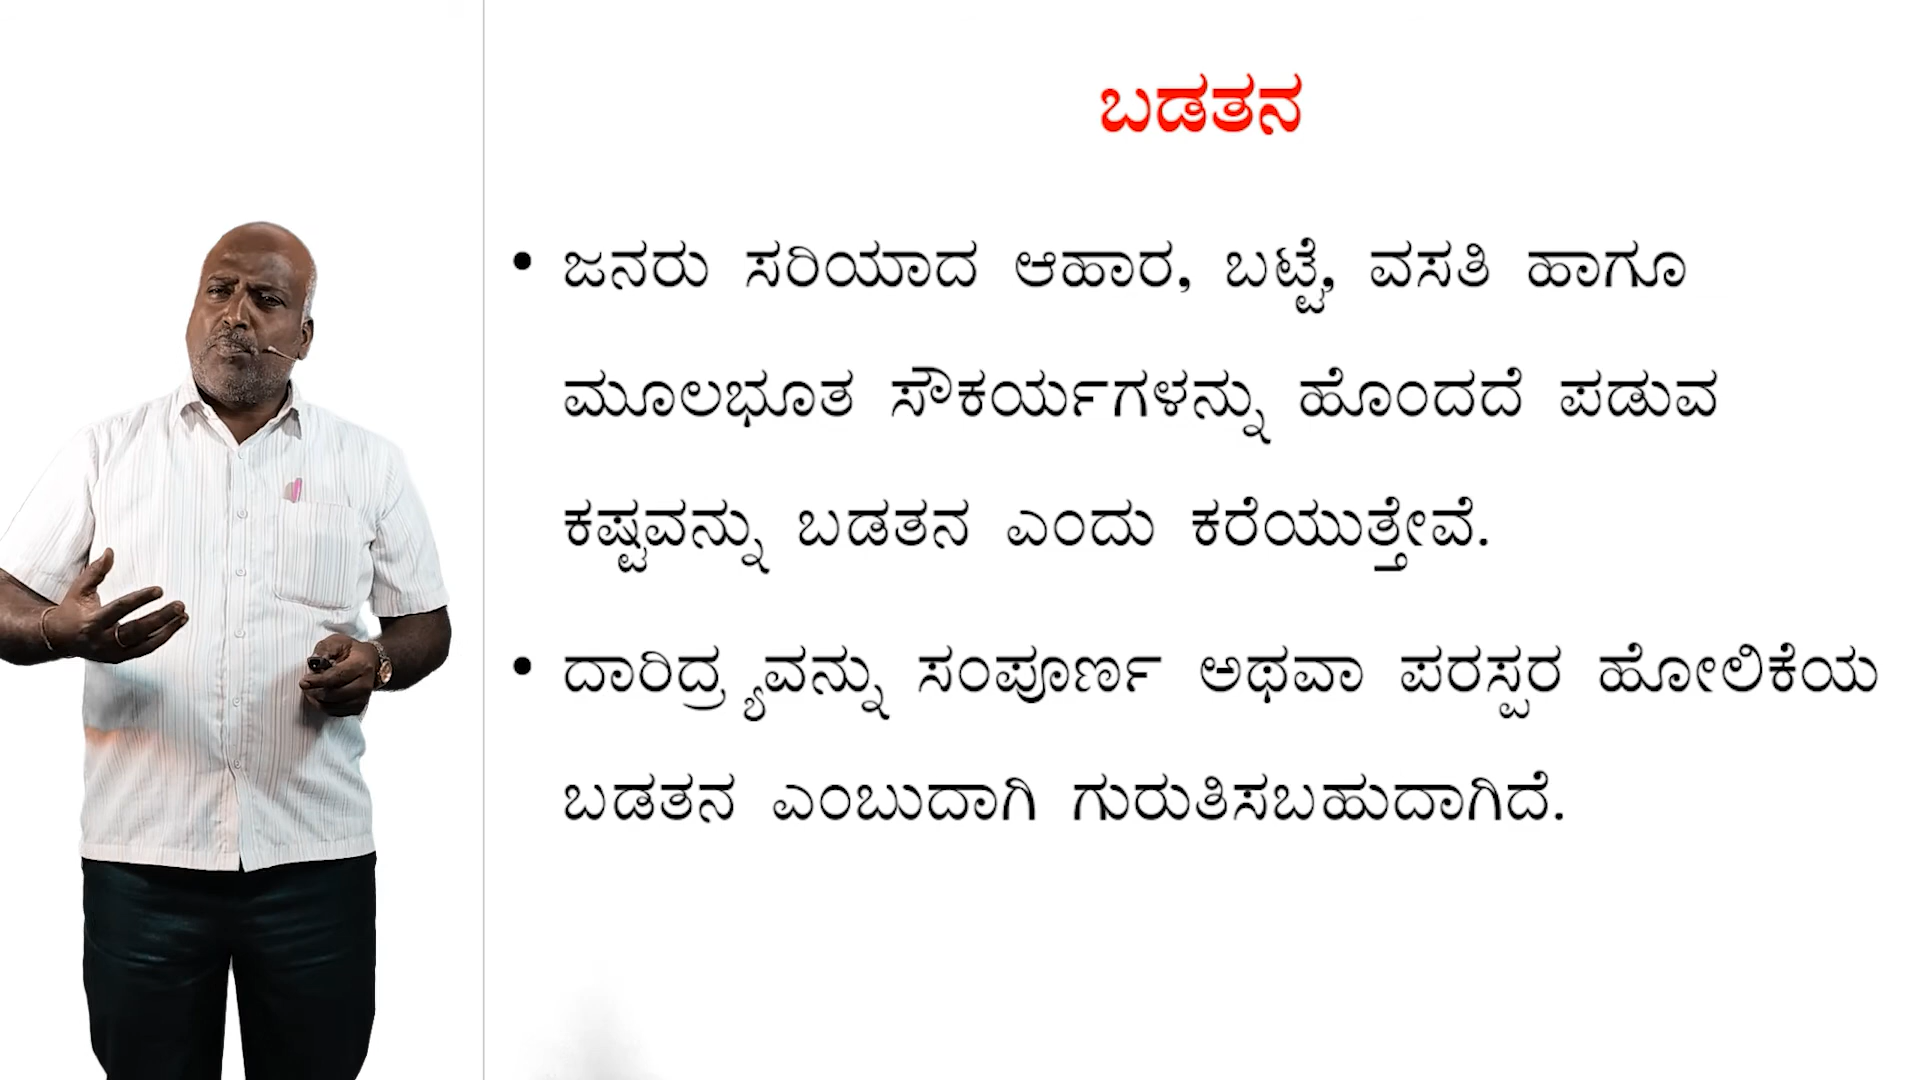 ಬಡತನ
• ಜನರು ಸರಿಯಾದ ಆಹಾರ, ಬಟ್ಟೆ, ವಸತಿ ಹಾಗೂ
ಮೂಲಭೂತ ಸೌಕರ್ಯಗಳನ್ನು ಹೊಂದದೆ ಪಡುವ
ಕಷ್ಟವನ್ನು ಬಡತನ ಎಂದು ಕರೆಯುತ್ತೇವೆ.
• ದಾರಿದ್ರ್ಯವನ್ನು ಸಂಪೂರ್ಣ ಅಥವಾ ಪರಸ್ಪರ ಹೋಲಿಕೆಯ
ಬಡತನ ಎಂಬುದಾಗಿ ಗುರುತಿಸಬಹುದಾಗಿದೆ.